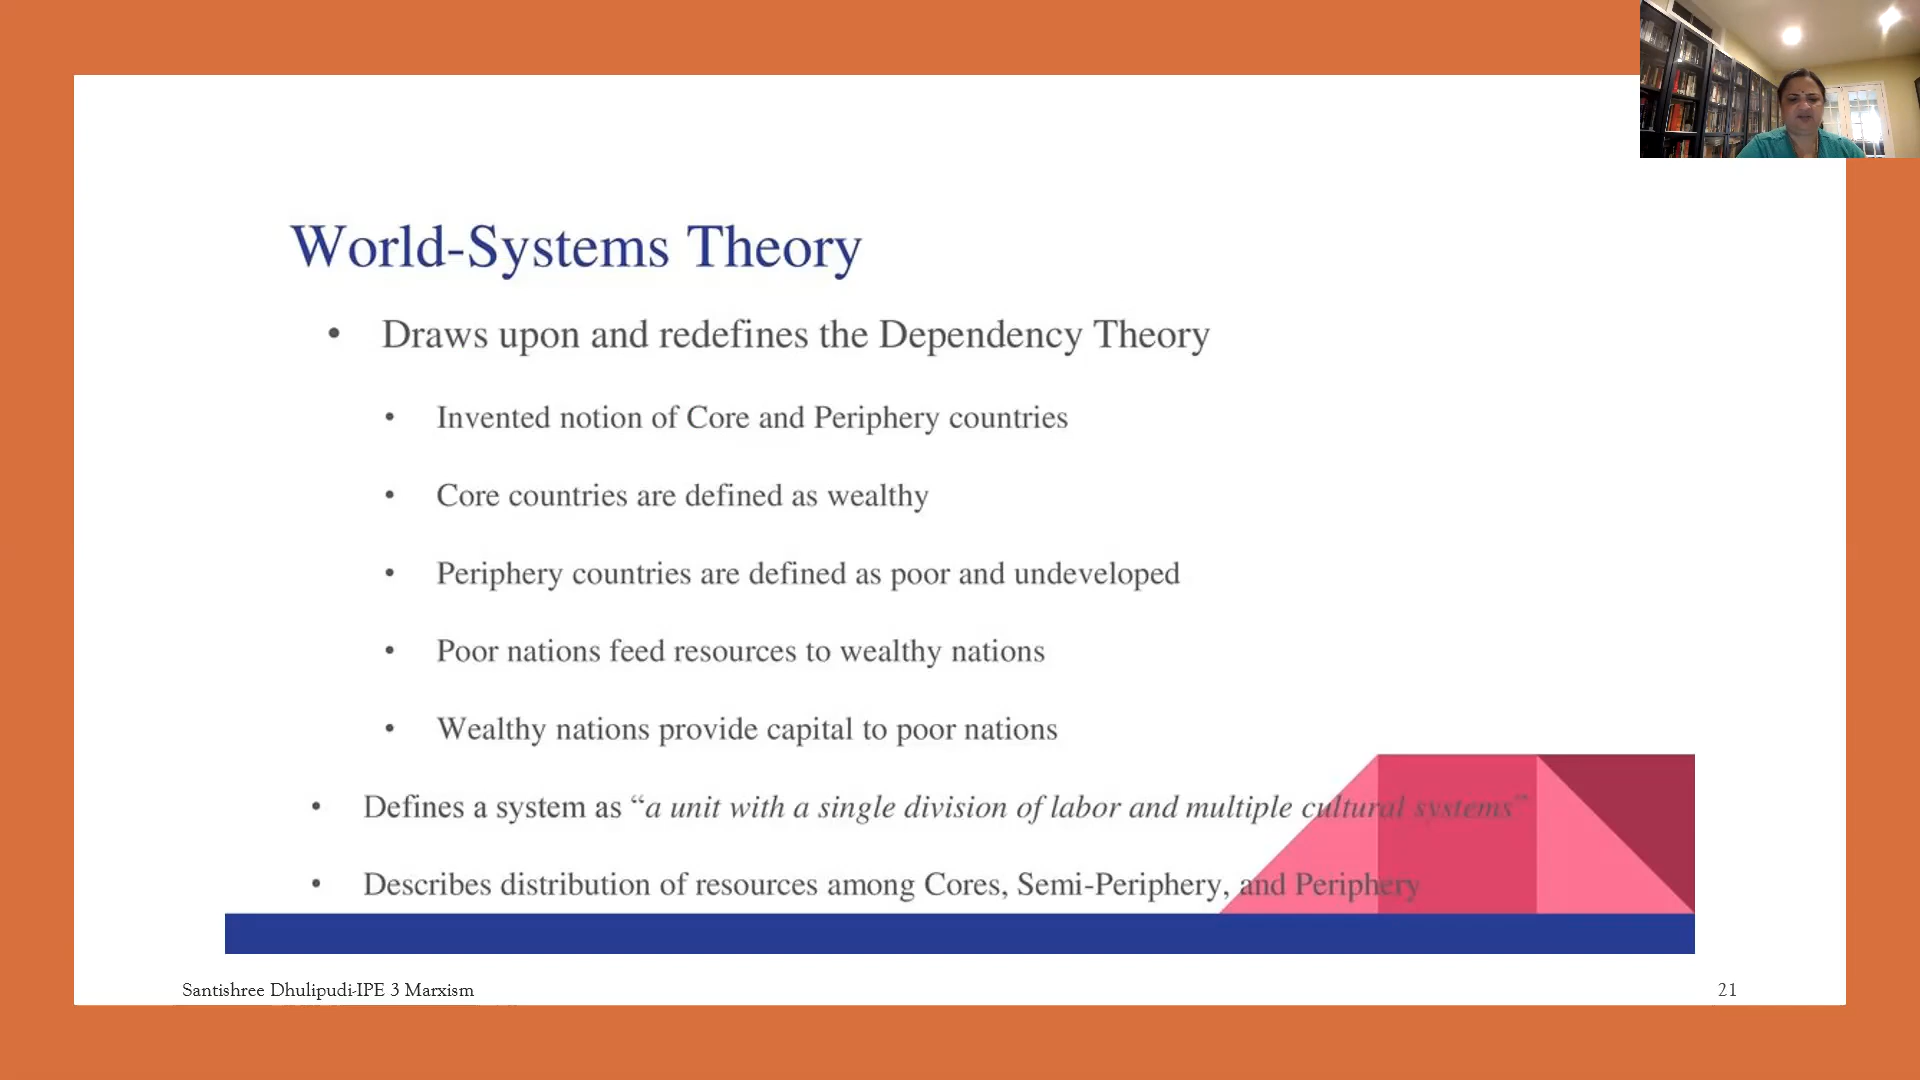 World-Systems Theory
• Draws upon and redefines the Dependency Theory
• Invented notion of Core and Periphery countries
• Core countries are defined as wealthy
• Periphery countries are defined as poor and undeveloped
• Poor nations feed resources to wealthy nations
• Wealthy nations provide capital to poor nations
• Defines a system as “a unit with a single division of labor and multiple cultural systems”
• Describes distribution of resources among Cores, Semi-Periphery, and Periphery
Santishree Dhulipudi-IPE 3 Marxism
21